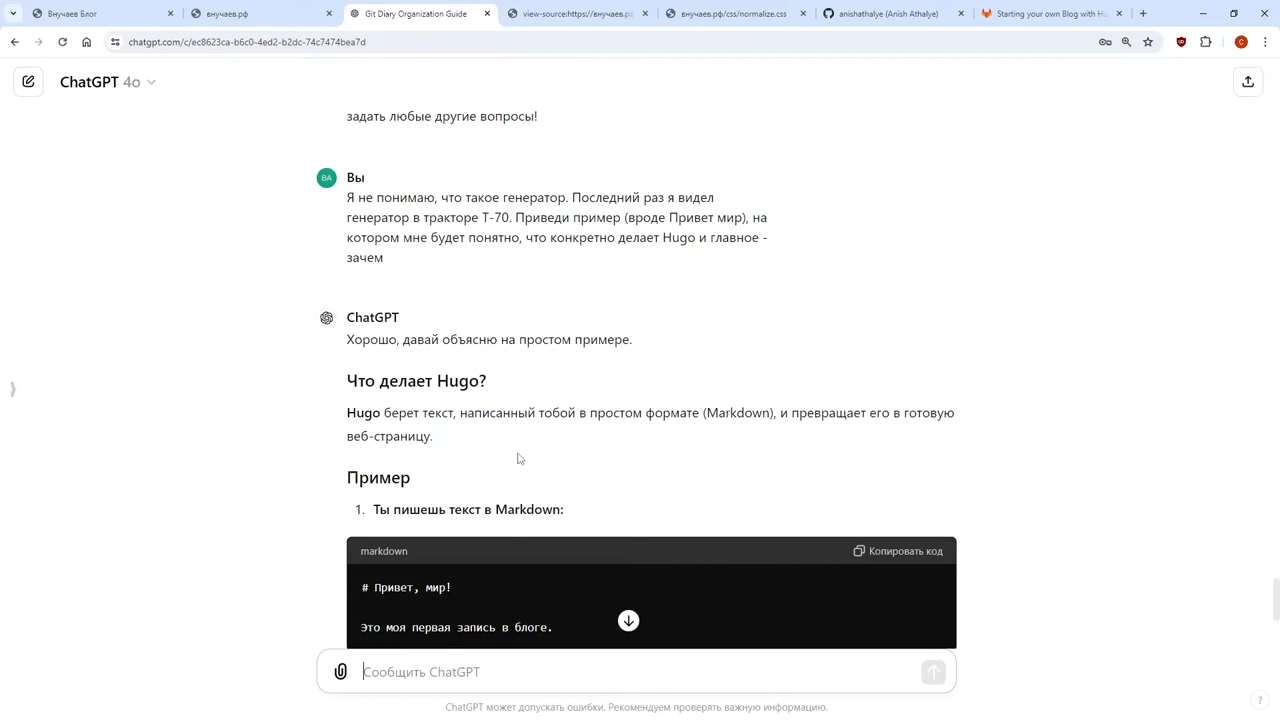 Внучаев Блог
внучаев.рф
Git Diary Organization Guide
view-source:https://внучаев.рф
внучаев.рф/css/normalize.css
anishathalye (Anish Athalye)
Starting your own Blog with Hu
chatgpt.com/c/ec8623ca-b6c0-4ed2-b2dc-74c7474bea7d
C
ChatGPT 4o
задать любые другие вопросы!
ВА
Вы
Я не понимаю, что такое генератор. Последний раз я видел
генератор в тракторе Т-70. Приведи пример (вроде Привет мир), на
котором мне будет понятно, что конкретно делает Hugo и главное -
зачем
ChatGPT
Хорошо, давай объясню на простом примере.
Что делает Hugo?
Hugo берет текст, написанный тобой в простом формате (Markdown), и превращает его в готовую
веб-страницу.
Пример
1. Ты пишешь текст в Markdown:
markdown
Копировать код
# Привет, мир!
Это моя первая запись в блоге.
Сообщить ChatGPT
ChatGPT может допускать ошибки. Рекомендуем проверять важную информацию.
?